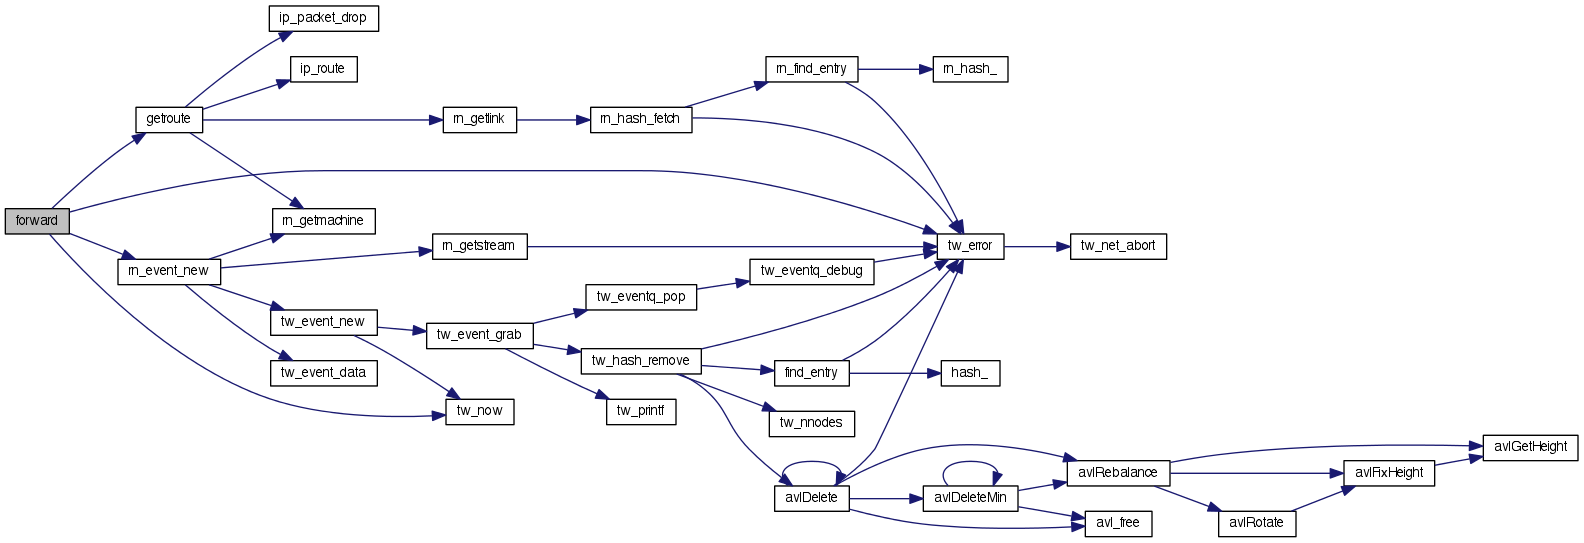 ip_packet_drop
ip_route
rn_find_entry
rn_hash_
getroute
rn_getlink
rn_hash_fetch
forward
rn_getmachine
rn_getstream
tw_error
tw_net_abort
rn_event_new
tw_eventq_debug
tw_eventq_pop
tw_event_new
tw_event_grab
tw_hash_remove
tw_event_data
find_entry
hash_
tw_now
tw_printf
tw_nnodes
avlGetHeight
avlRebalance
avlFixHeight
avlDelete
avlDeleteMin
avl_free
avlRotate